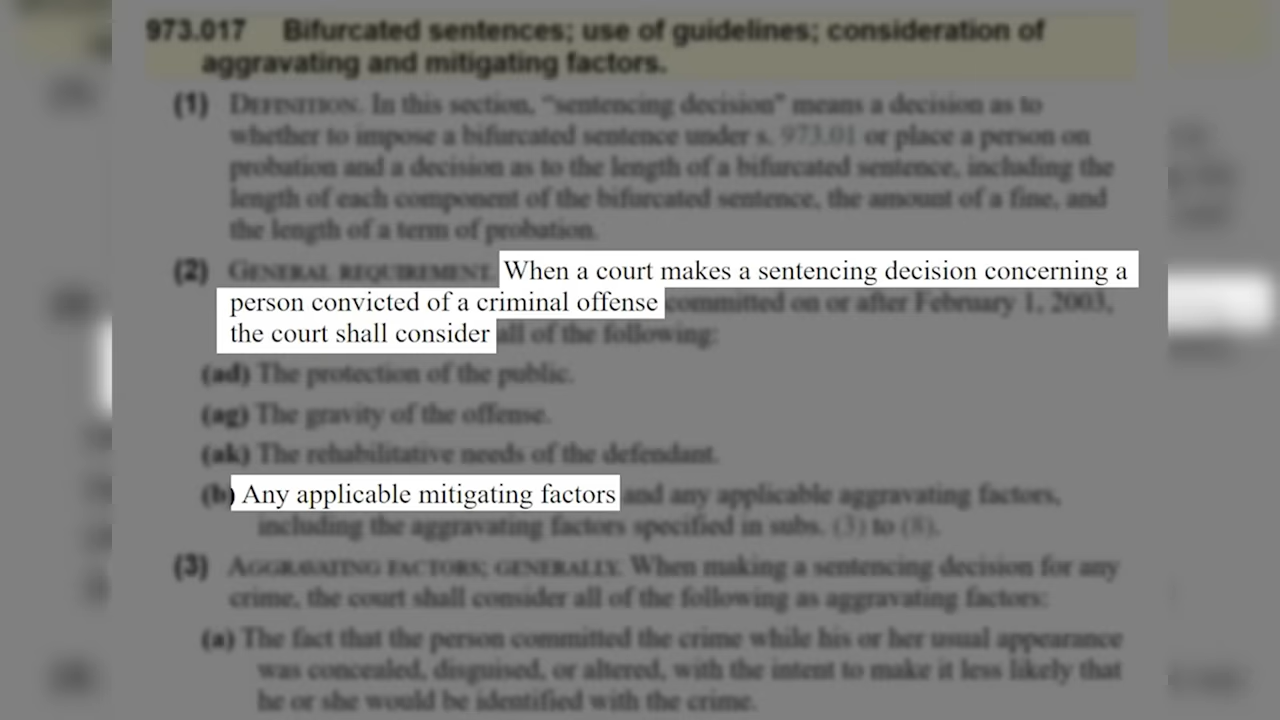 973.017 Bifurcated sentences; use of guidelines; consideration of
aggravating and mitigating factors.
(1) DEFINITION. In this section, “sentencing decision” means a decision as to
whether to impose a bifurcated sentence under s. 973.01 or place a person on
probation and a decision as to the length of a bifurcated sentence, including the
length of each component of the bifurcated sentence, the amount of a fine, and
the length of a term of probation.
(2) GENERAL REQUIREMENT. When a court makes a sentencing decision concerning a
person convicted of a criminal offense committed on or after February 1, 2003,
the court shall consider all of the following:
(ad) The protection of the public.
(ag) The gravity of the offense.
(ak) The rehabilitative needs of the defendant.
(b) Any applicable mitigating factors and any applicable aggravating factors,
including the aggravating factors specified in subs. (3) to (8).
(3) AGGRAVATING FACTORS; GENERALLY. When making a sentencing decision for any
crime, the court shall consider all of the following as aggravating factors:
(a) The fact that the person committed the crime while his or her usual appearance
was concealed, disguised, or altered, with the intent to make it less likely that
he or she would be identified with the crime.